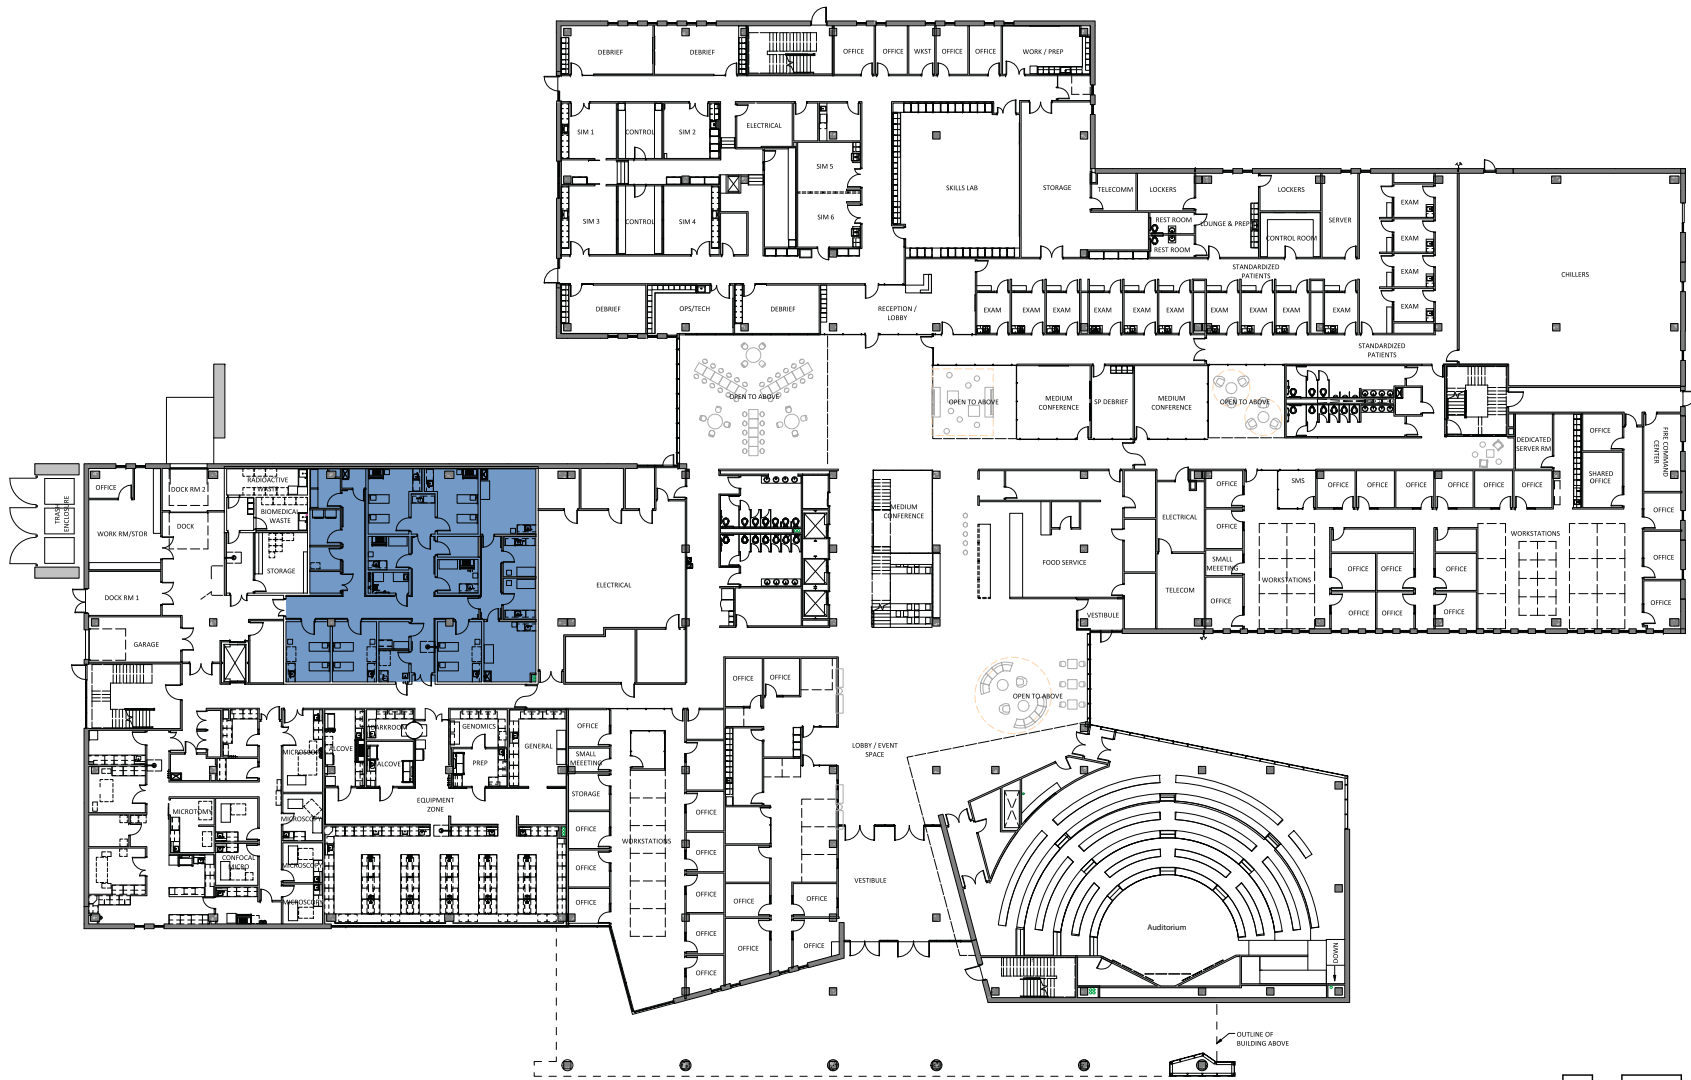 DEBRIEF
DEBRIEF
OFFICE
OFFICE
WKST
OFFICE
OFFICE
WORK / PREP
SIM 1
CONTROL
SIM 2
ELECTRICAL
SIM 5
SIM 6
SIM 3
CONTROL
SIM 4
SKILLS LAB
STORAGE
TELECOMM
LOCKERS
REST ROOM
REST ROOM
LOUNGE & PREP
LOCKERS
CONTROL ROOM
SERVER
EXAM
EXAM
EXAM
EXAM
CHILLERS
STANDARDIZED
PATIENTS
DEBRIEF
OPS/TECH
DEBRIEF
RECEPTION /
LOBBY
EXAM
EXAM
EXAM
EXAM
EXAM
EXAM
EXAM
EXAM
EXAM
EXAM
STANDARDIZED
PATIENTS
OPEN TO ABOVE
OPEN TO ABOVE
MEDIUM
CONFERENCE
SP DEBRIEF
MEDIUM
CONFERENCE
OPEN TO ABOVE
DEDICATED
SERVER RM
OFFICE
SHARED
OFFICE
FIRE COMMAND
CENTER
TRASH
ENCLOSURE
OFFICE
WORK RM/STOR
DOCK RM 2
DOCK
RADIOACTIVE
WASTE
BIOMEDICAL
WASTE
STORAGE
DOCK RM 1
GARAGE
ELECTRICAL
MEDIUM
CONFERENCE
FOOD SERVICE
VESTIBULE
ELECTRICAL
TELECOM
OFFICE
OFFICE
SMALL
MEEETING
OFFICE
SMS
OFFICE
OFFICE
OFFICE
OFFICE
OFFICE
OFFICE
WORKSTATIONS
WORKSTATIONS
OFFICE
OFFICE
OFFICE
OFFICE
OFFICE
OFFICE
OFFICE
OFFICE
OFFICE
OPEN TO ABOVE
OFFICE
OFFICE
LOBBY / EVENT
SPACE
MICROSCOPY
ALCOVE
DARKROOM
ALCOVE
GENOMICS
PREP
GENERAL
EQUIPMENT
ZONE
OFFICE
SMALL
MEEETING
STORAGE
OFFICE
OFFICE
OFFICE
WORKSTATIONS
OFFICE
OFFICE
OFFICE
OFFICE
OFFICE
OFFICE
OFFICE
OFFICE
OFFICE
MICROTOMY
CONFOCAL
MICRO
MICROSCOPY
MICROSCOPY
MICROSCOPY
VESTIBULE
Auditorium
DOWN
OUTLINE OF
BUILDING ABOVE